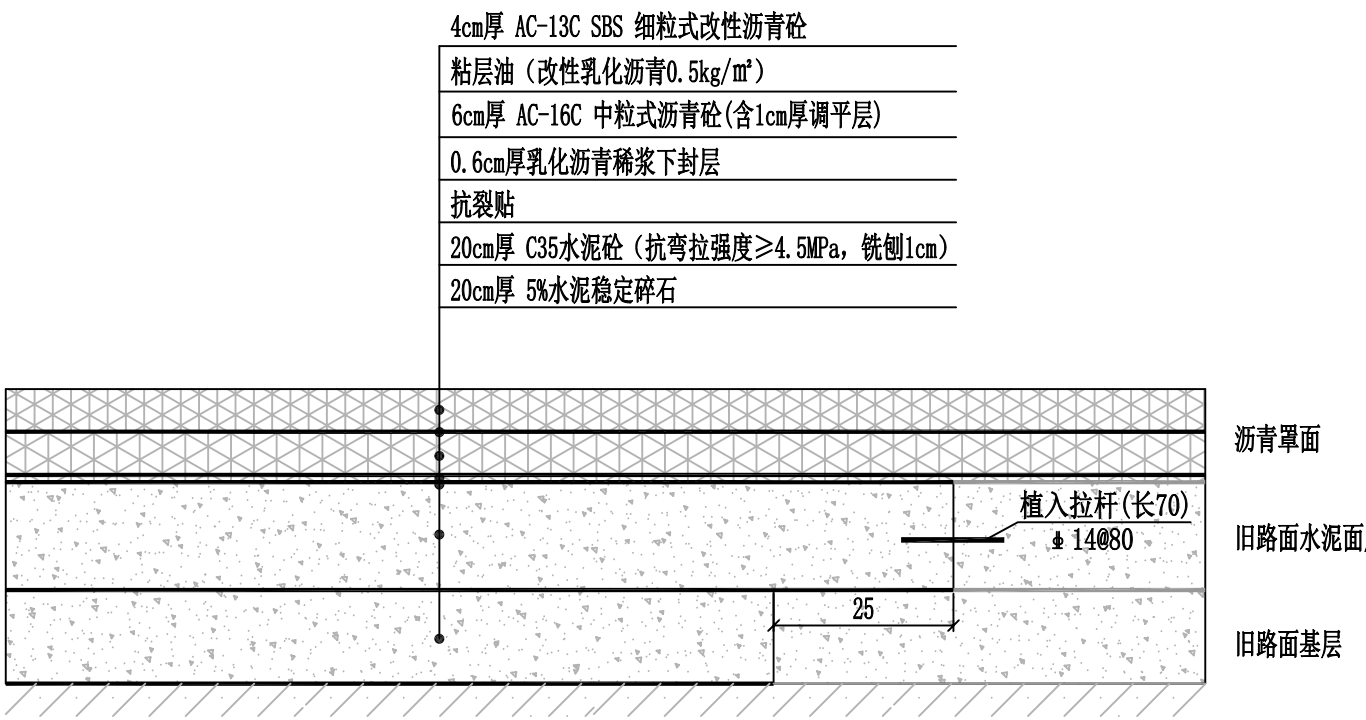 4cm厚 AC-13C SBS 细粒式改性沥青砼
粘层油（改性乳化沥青0.5kg/㎡）
6cm厚 AC-16C 中粒式沥青砼(含1cm厚调平层)
0.6cm厚乳化沥青稀浆下封层
抗裂贴
20cm厚 C35水泥砼（抗弯拉强度≥4.5MPa，铣刨1cm）
20cm厚 5%水泥稳定碎石
沥青罩面
植入拉杆(长70)
14@80
旧路面水泥面
25
旧路面基层